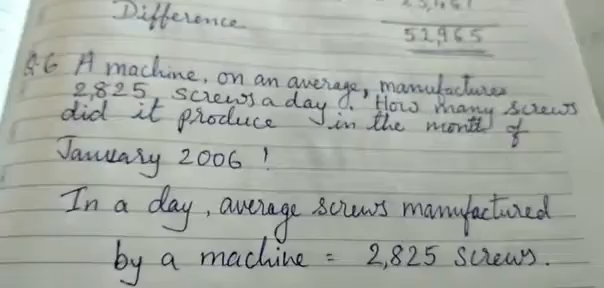 Difference
52,965
Q.6 A machine, on an average, manufactures
2,825 screws a day. How many screws
did it produce in the month of
January 2006 !
In a day, average screws manufactured
by a machine = 2,825 screws.